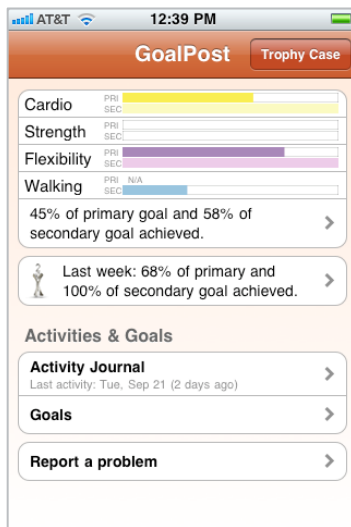 AT&T 12:39 PM
GoalPost Trophy Case
Cardio PRI
SEC
Strength PRI
SEC
Flexibility PRI
SEC
Walking PRI N/A
SEC
45% of primary goal and 58% of
secondary goal achieved.
Last week: 68% of primary and
100% of secondary goal achieved.
Activities & Goals
Activity Journal
Last activity: Tue, Sep 21 (2 days ago)
Goals
Report a problem